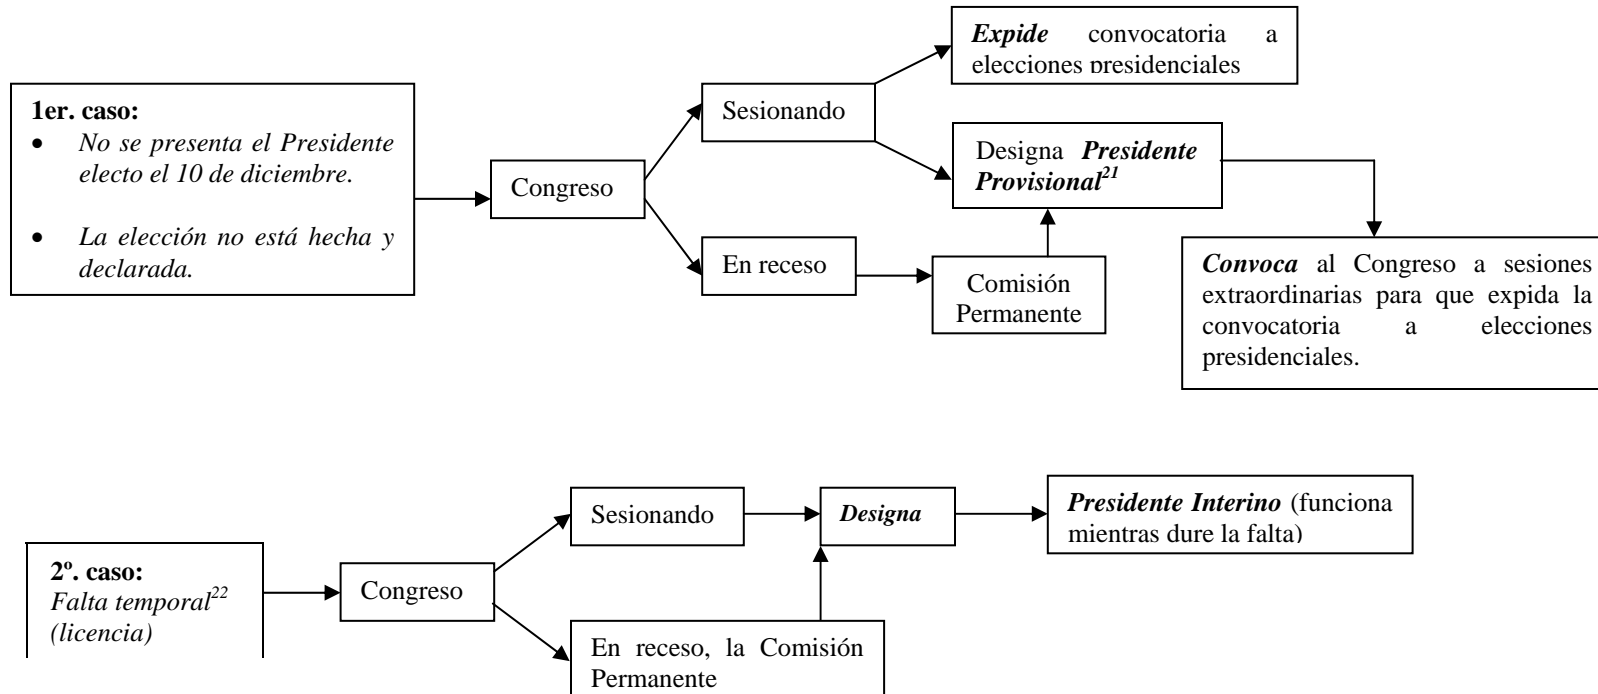 Expide convocatoria a
elecciones presidenciales
1er. caso:
• No se presenta el Presidente
electo el 10 de diciembre.
• La elección no está hecha y
declarada.
Congreso
Sesionando
Designa Presidente
Provisional21
En receso
Comisión
Permanente
Convoca al Congreso a sesiones
extraordinarias para que expida la
convocatoria a elecciones
presidenciales.
2º. caso:
Falta temporal22
(licencia)
Congreso
Sesionando
Designa
Presidente Interino (funciona
mientras dure la falta)
En receso, la Comisión
Permanente